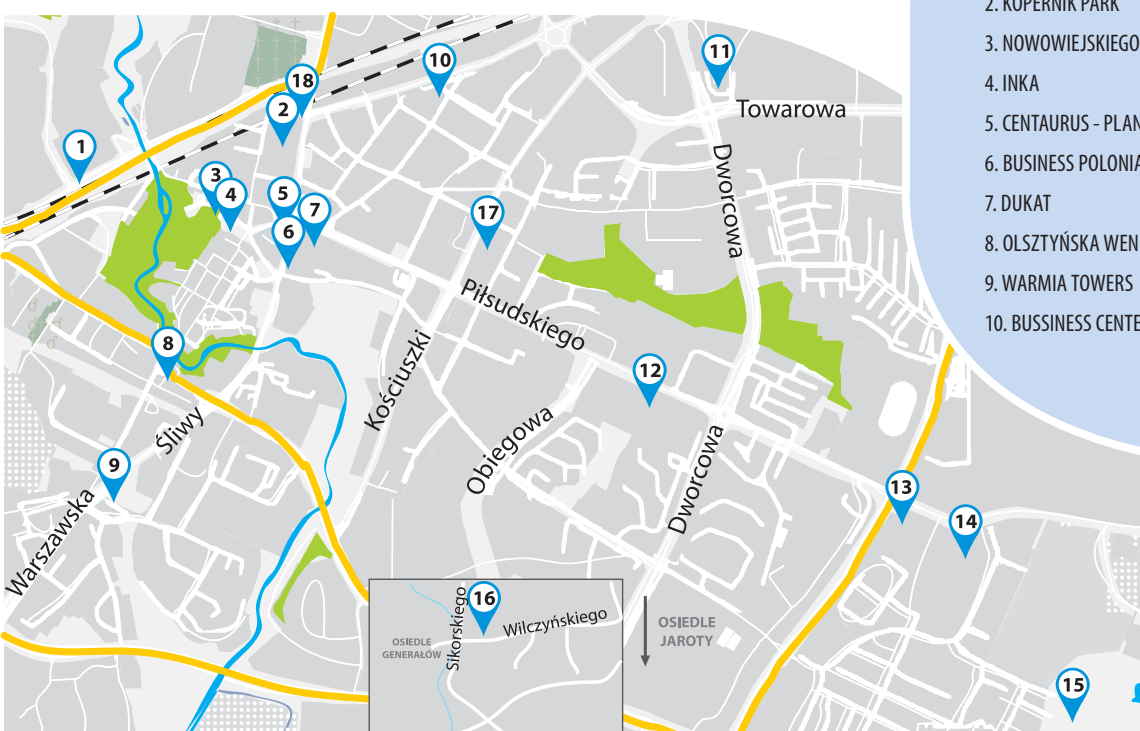 2. KOPERNIK PARK
3. NOWOWIEJSKIEGO
4. INKA
5. CENTAURUS - PLAN
6. BUSINESS POLONIA
7. DUKAT
8. OLSZTYŃSKA WEN
9. WARMIA TOWERS
10. BUSSINESS CENTE
11
10
18
2
Towarowa
1
Dworcowa
3
4
5
7
17
6
Piłsudskiego
8
12
Kościuszki
Śliwy
Obiegowa
9
Dworcowa
13
Warszawska
14
16
Sikorskiego
Wilczyńskiego
OSIEDLE
GENERAŁÓW
OSIEDLE
JAROTY
15